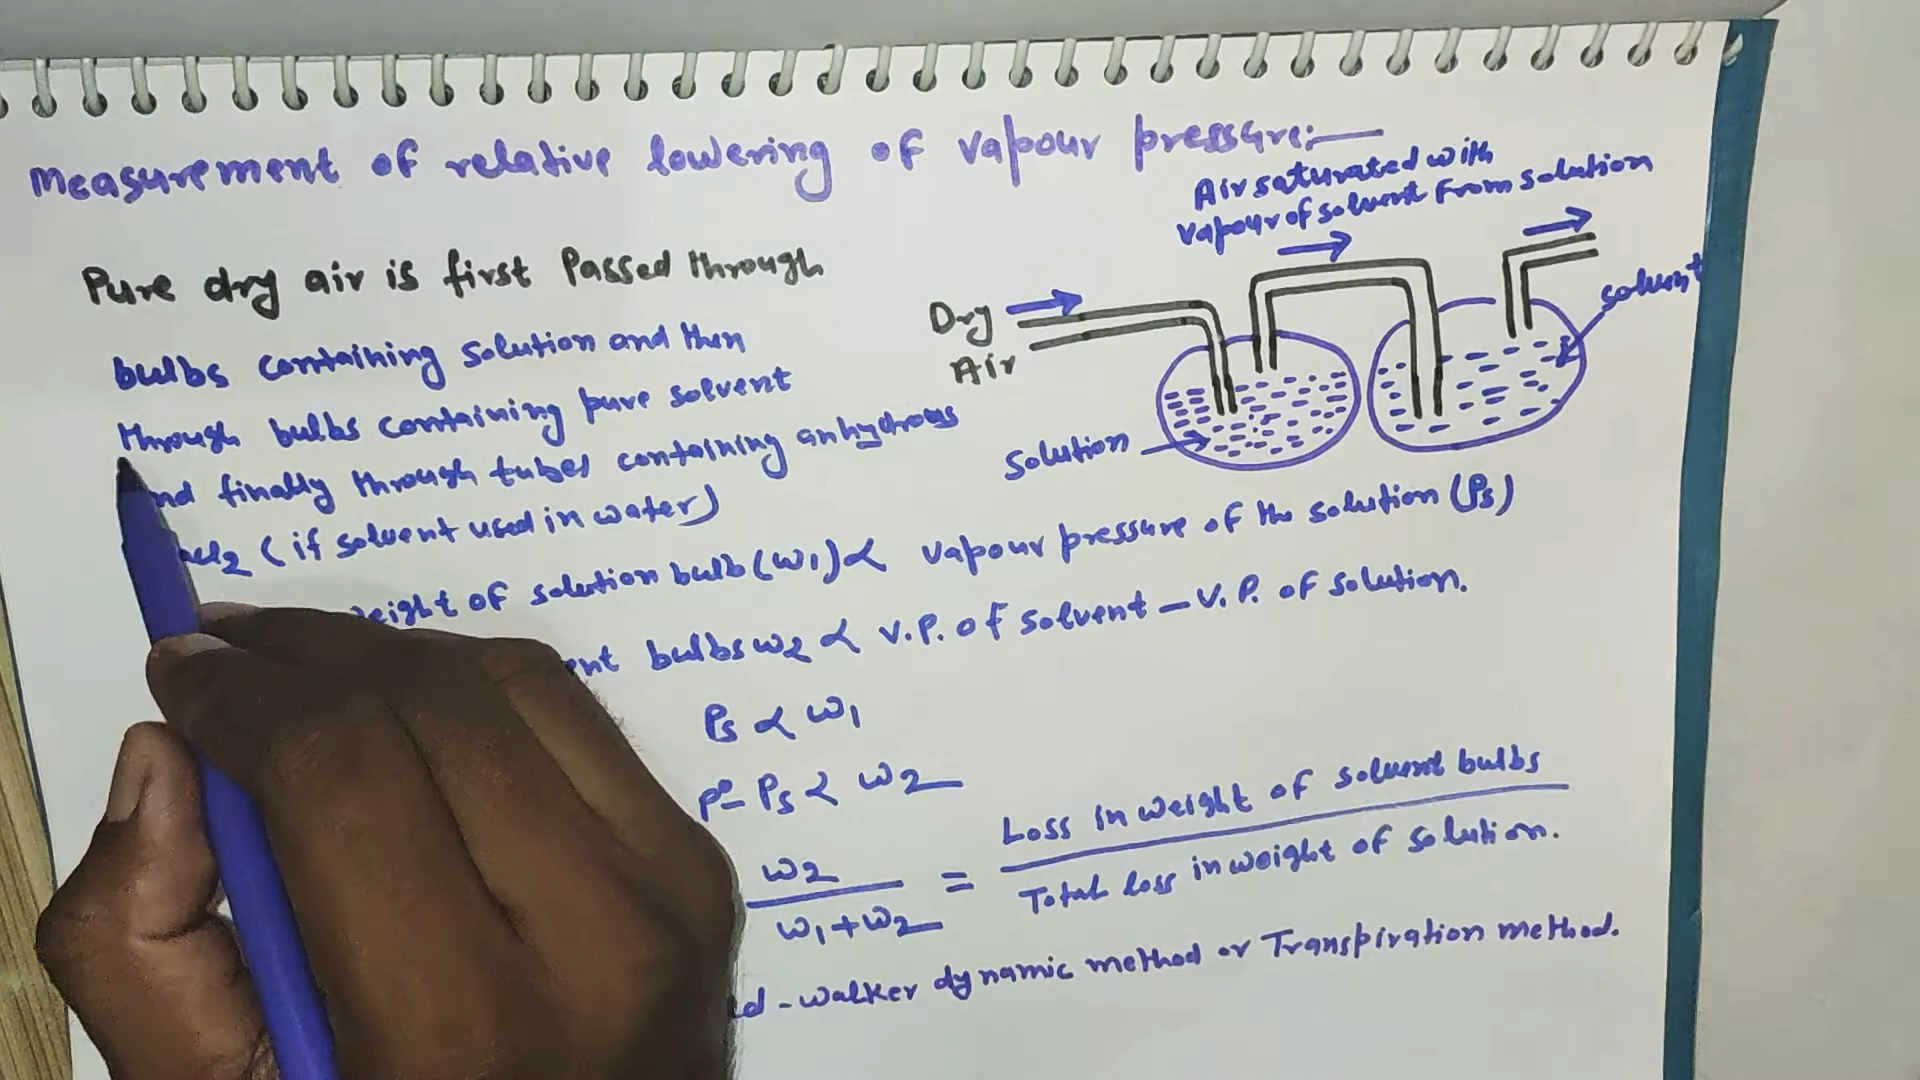 Measurement of relative lowering of vapour pressure:—
Air saturated with
vapour of solvent from solution
Pure dry air is first passed through
bulbs containing solution and then
through bulbs containing pure solvent
and finally through tubes containing anhydrous
(if solvent used in water)
Dry
Air
solvent
solution
weight of solution bulb (w1) ∝ vapour pressure of the solution (Ps)
bulbs w2 ∝ V.P. of solvent – V.P. of solution.
Ps ∝ w1
P° – Ps ∝ w2
w2 / w1 + w2 = Loss in weight of solvent bulbs / Total loss in weight of solution.
-walker dynamic method or Transpiration method.